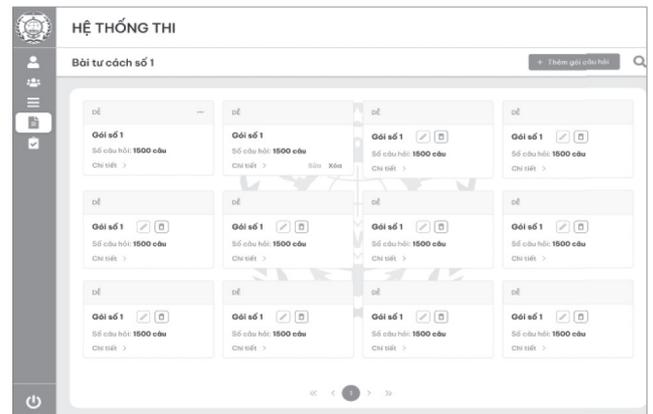 HỆ THỐNG THI
Bài tư cách số 1
+ Thêm gói câu hỏi
DỄ
DỄ
DỄ
DỄ
Gói số 1
Gói số 1
Gói số 1
Gói số 1
Số câu hỏi: 1500 câu
Số câu hỏi: 1500 câu
Số câu hỏi: 1500 câu
Số câu hỏi: 1500 câu
Chi tiết >
Chi tiết > Sửa Xóa
Chi tiết >
Chi tiết >
DỄ
DỄ
DỄ
DỄ
Gói số 1
Gói số 1
Gói số 1
Gói số 1
Số câu hỏi: 1500 câu
Số câu hỏi: 1500 câu
Số câu hỏi: 1500 câu
Số câu hỏi: 1500 câu
Chi tiết >
Chi tiết >
Chi tiết >
Chi tiết >
DỄ
DỄ
DỄ
DỄ
Gói số 1
Gói số 1
Gói số 1
Gói số 1
Số câu hỏi: 1500 câu
Số câu hỏi: 1500 câu
Số câu hỏi: 1500 câu
Số câu hỏi: 1500 câu
Chi tiết >
Chi tiết >
Chi tiết >
Chi tiết >
« < 1 > »